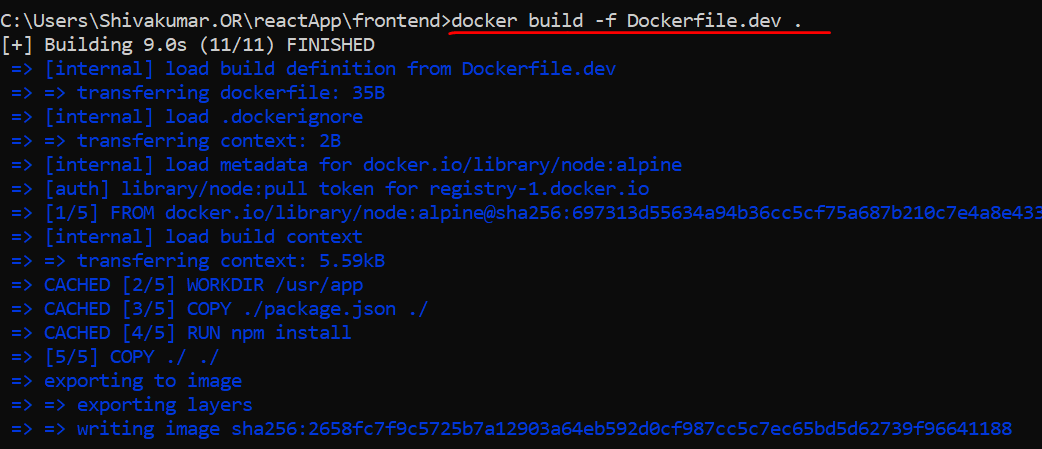 C:\Users\Shivakumar.OR\reactApp\frontend>docker build -f Dockerfile.dev .
[+] Building 9.0s (11/11) FINISHED
=> [internal] load build definition from Dockerfile.dev
=> => transferring dockerfile: 35B
=> [internal] load .dockerignore
=> => transferring context: 2B
=> [internal] load metadata for docker.io/library/node:alpine
=> [auth] library/node:pull token for registry-1.docker.io
=> [1/5] FROM docker.io/library/node:alpine@sha256:697313d55634a94b36cc5cf75a687b210c7e4a8e433
=> [internal] load build context
=> => transferring context: 5.59kB
=> CACHED [2/5] WORKDIR /usr/app
=> CACHED [3/5] COPY ./package.json ./
=> CACHED [4/5] RUN npm install
=> [5/5] COPY ./ ./
=> exporting to image
=> => exporting layers
=> => writing image sha256:2658fc7f9c5725b7a12903a64eb592d0cf987cc5c7ec65bd5d62739f96641188